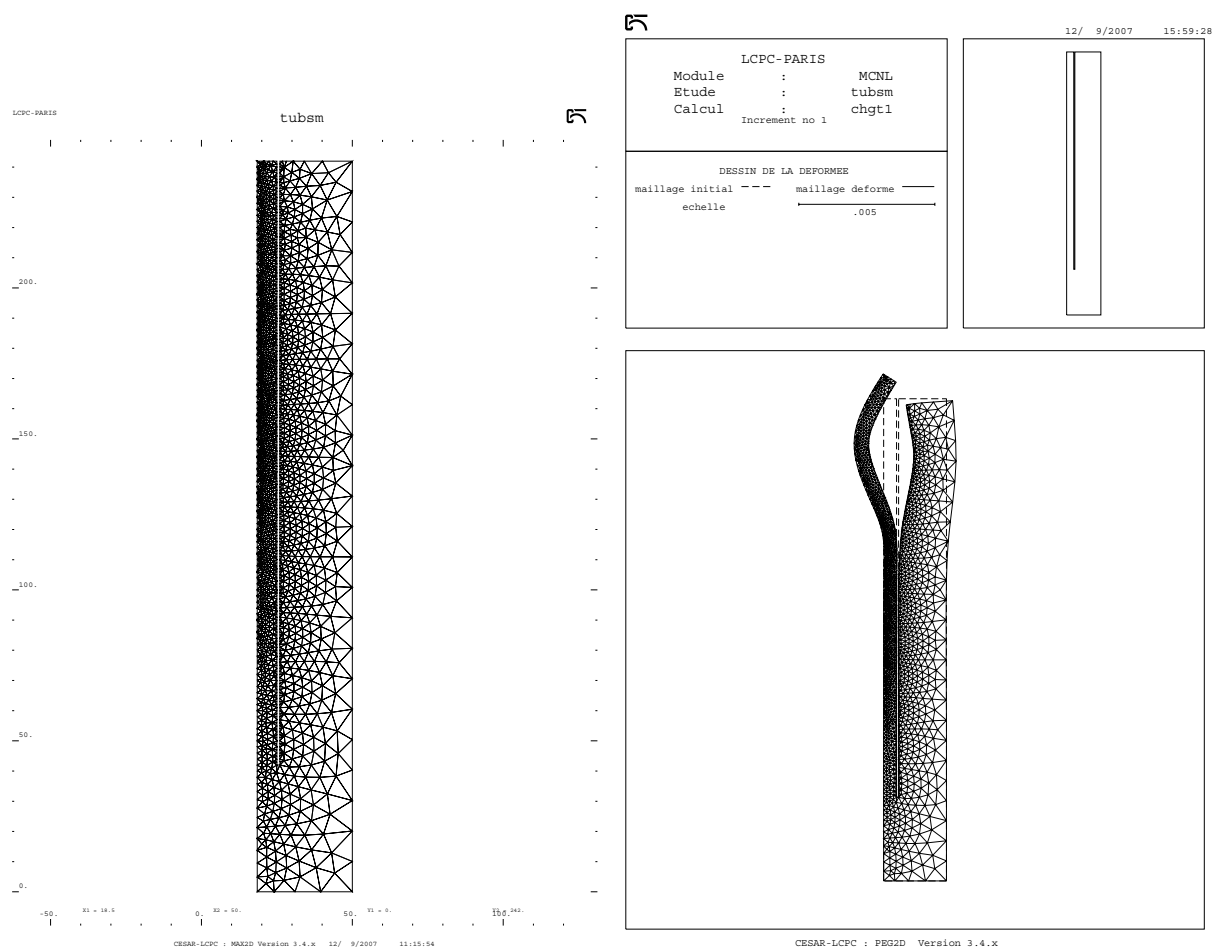 LCPC-PARIS
tubsm
200.
150.
100.
50.
0.
-50. X1 = 18.5 0. X2 = 50. 50. Y1 = 0. 100. Y2 = 242.
CESAR-LCPC : MAX2D Version 3.4.x 12/ 9/2007 11:15:54
12/ 9/2007 15:59:28
LCPC-PARIS
Module : MCNL
Etude : tubsm
Calcul : chgt1
Increment no 1
DESSIN DE LA DEFORMEE
maillage initial maillage deforme
echelle
.005
CESAR-LCPC : PEG2D Version 3.4.x